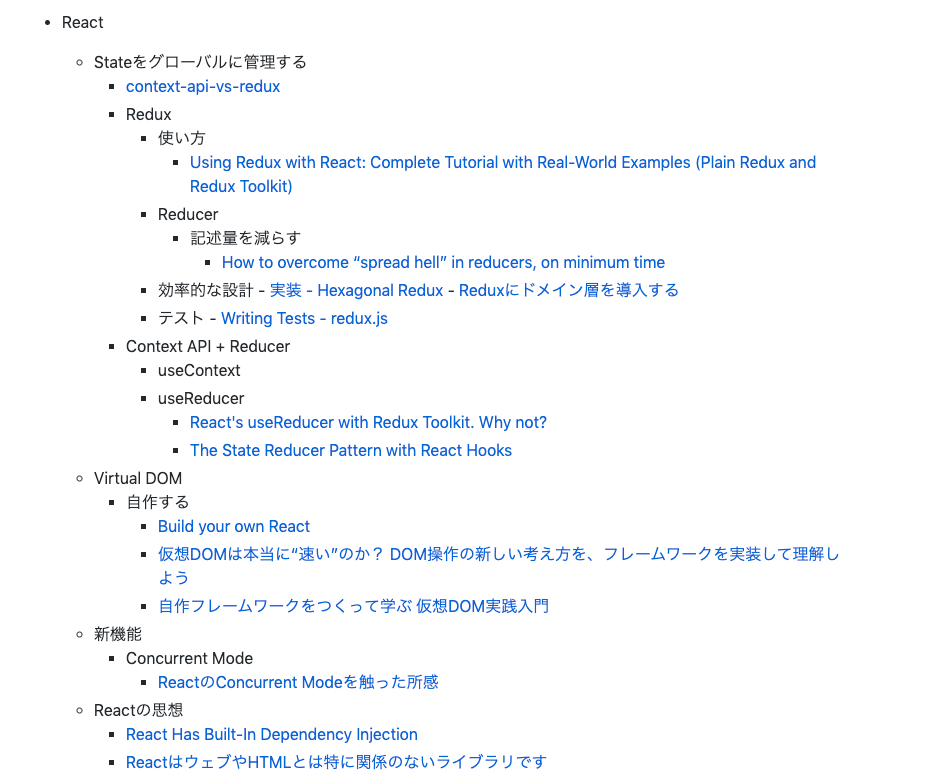 React
Stateをグローバルに管理する
context-api-vs-redux
Redux
使い方
Using Redux with React: Complete Tutorial with Real-World Examples (Plain Redux and
Redux Toolkit)
Reducer
記述量を減らす
How to overcome “spread hell” in reducers, on minimum time
効率的な設計 - 実装 - Hexagonal Redux - Reduxにドメイン層を導入する
テスト - Writing Tests - redux.js
Context API + Reducer
useContext
useReducer
React's useReducer with Redux Toolkit. Why not?
The State Reducer Pattern with React Hooks
Virtual DOM
自作する
Build your own React
仮想DOMは本当に“速い”のか？ DOM操作の新しい考え方を、フレームワークを実装して理解し
よう
自作フレームワークをつくって学ぶ 仮想DOM実践入門
新機能
Concurrent Mode
ReactのConcurrent Modeを触った所感
Reactの思想
React Has Built-In Dependency Injection
ReactはウェブやHTMLとは特に関係のないライブラリです